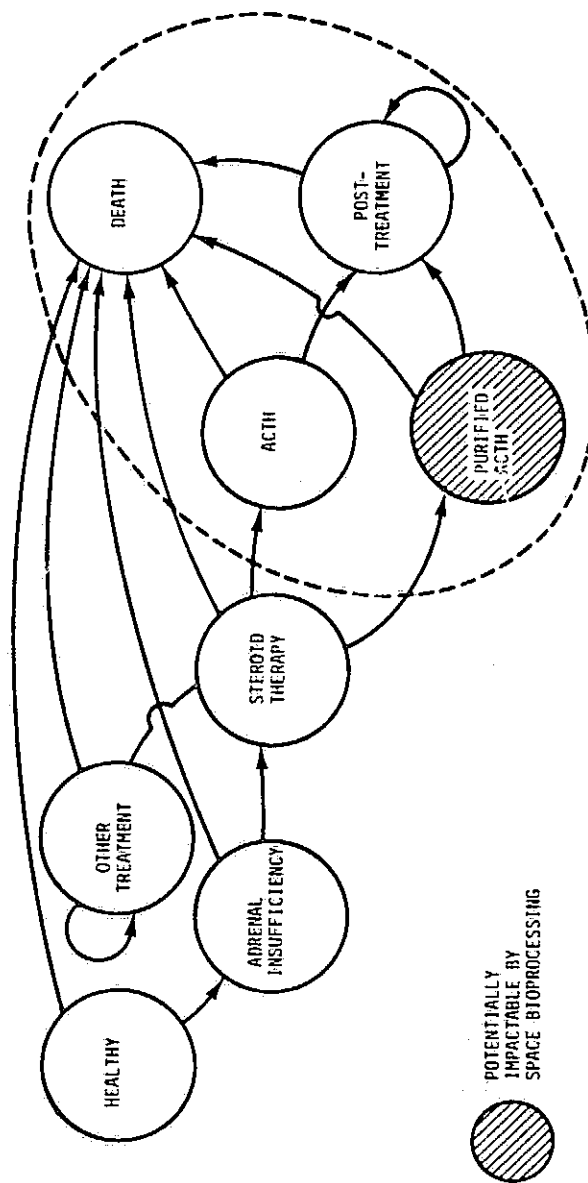 HEALTHY
OTHER
TREATMENT
ADRENAL
INSUFFICIENCY
STEROID
THERAPY
ACTH
PURIFIED
ACTH
DEATH
POST-
TREATMENT
POTENTIALLY
IMPACTABLE BY
SPACE BIOPROCESSING